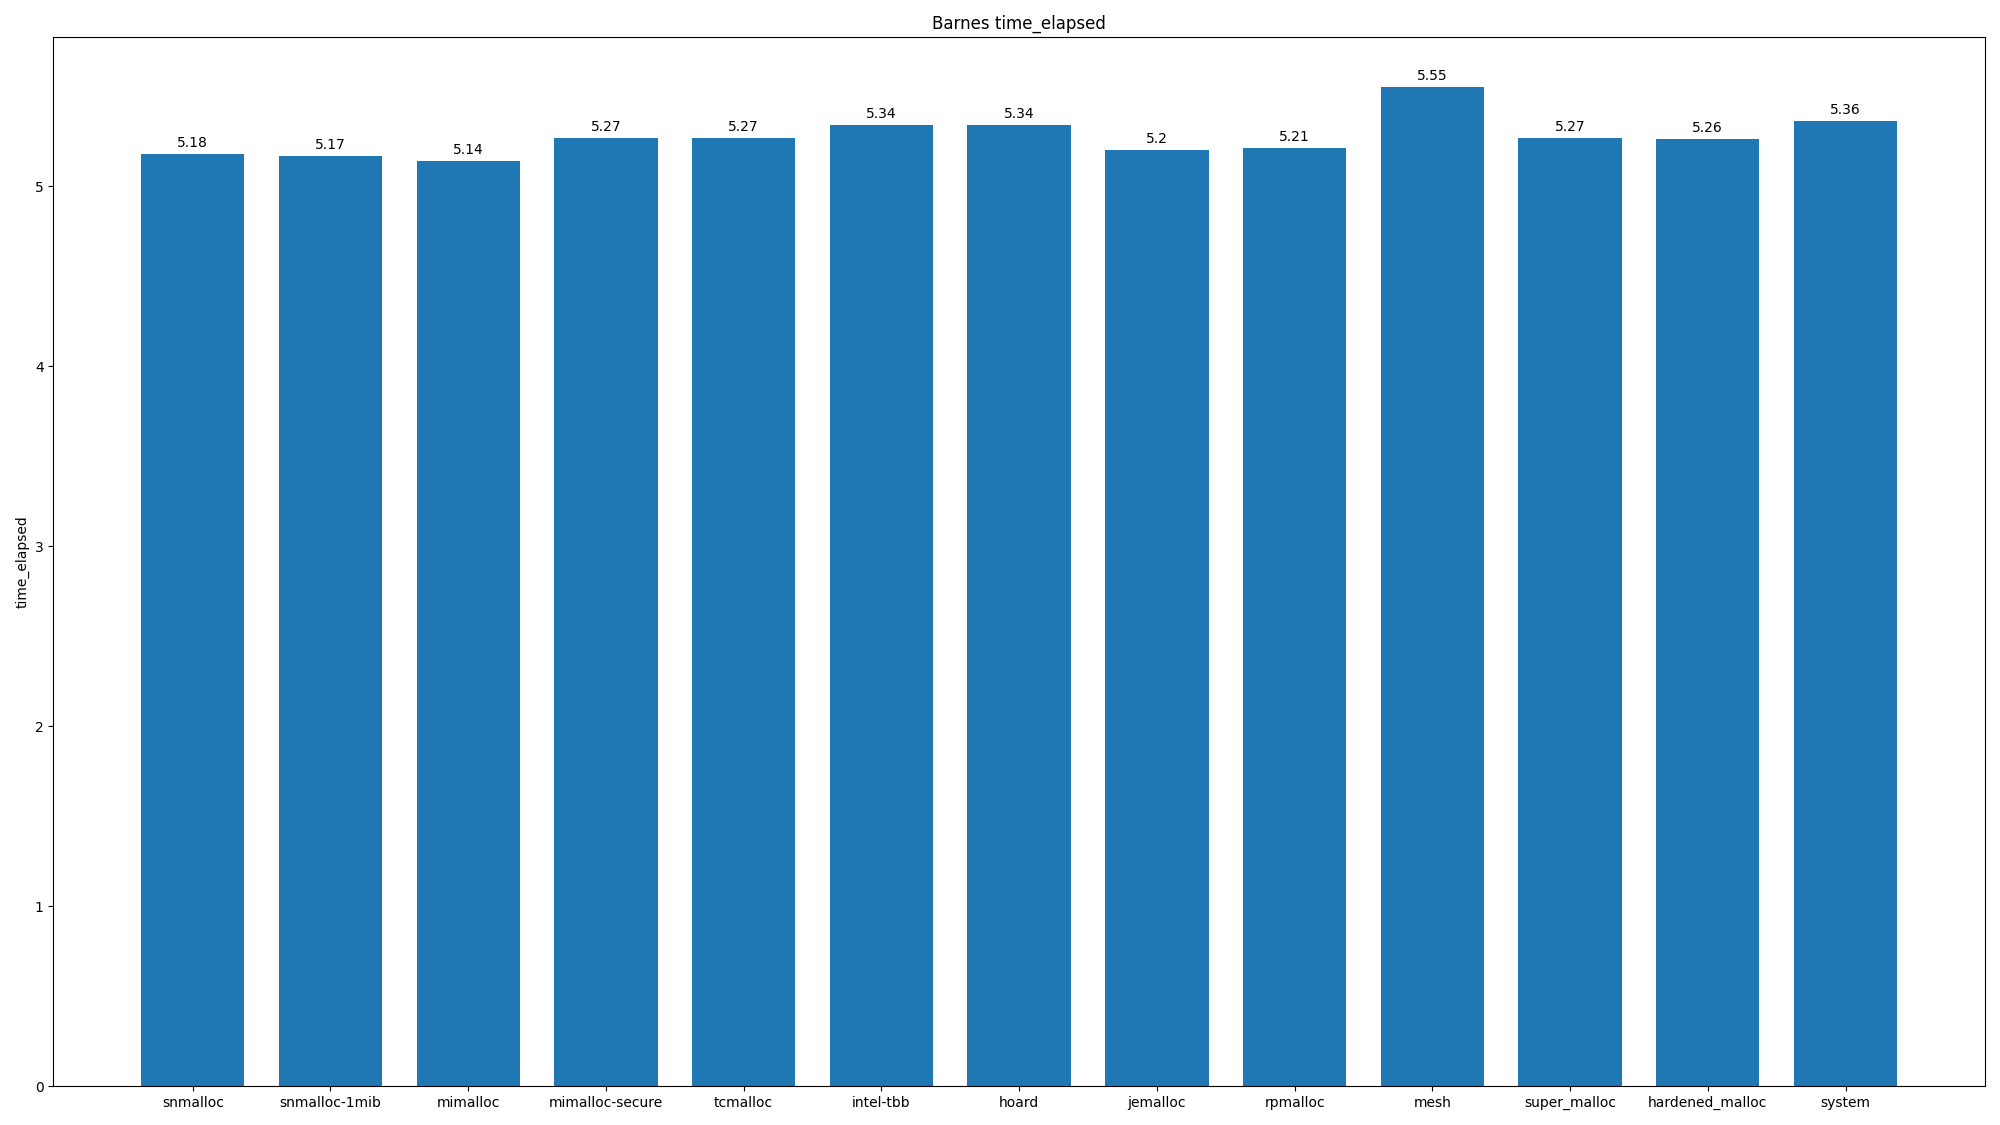 Barnes time_elapsed
time_elapsed
5
4
3
2
1
0
5.18
5.17
5.14
5.27
5.27
5.34
5.34
5.2
5.21
5.55
5.27
5.26
5.36
snmalloc
snmalloc-1mib
mimalloc
mimalloc-secure
tcmalloc
intel-tbb
hoard
jemalloc
rpmalloc
mesh
super_malloc
hardened_malloc
system